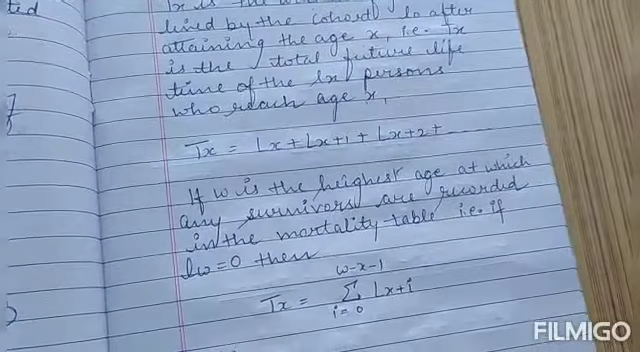 ted
Tx is the
lived by the cohort lo after
attaining the age x, i.e. Tx
is the total future life
time of the lx persons
who reach age x,
Tx = Lx + Lx+1 + Lx+2 + -----
If w is the heighest age at which
any survivors are recorded
in the mortality table i.e. if
lw = 0 then
w-x-1
Tx = Σ Lx+i
i=0
FILMIGO